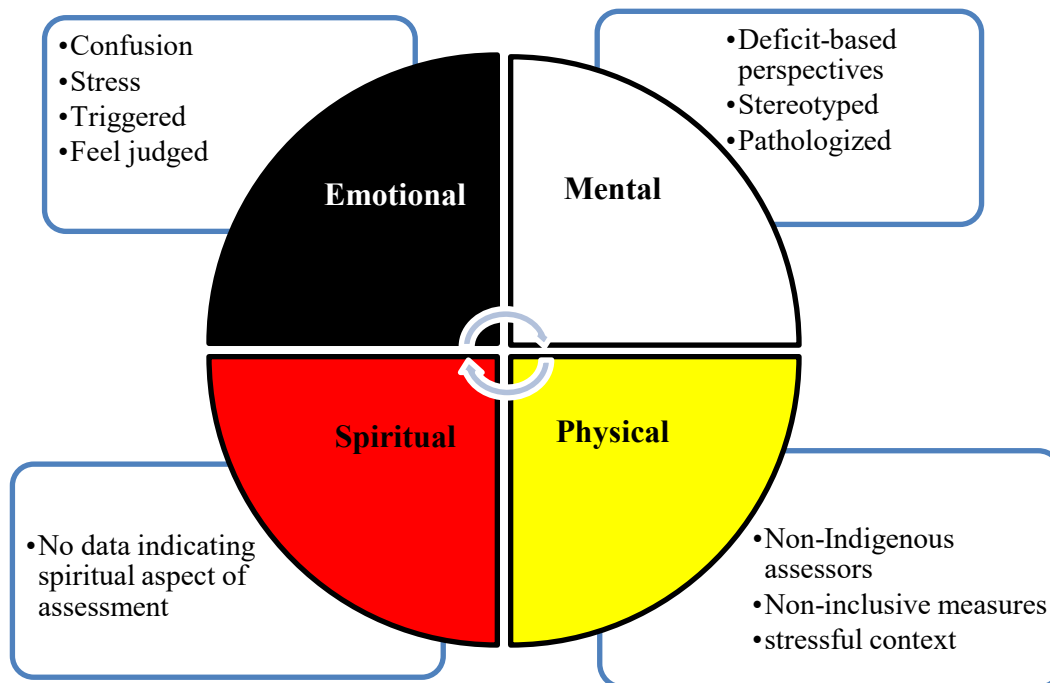 •Confusion
•Stress
•Triggered
•Feel judged
•Deficit-based
perspectives
•Stereotyped
•Pathologized
Emotional
Mental
Spiritual
Physical
•No data indicating
spiritual aspect of
assessment
•Non-Indigenous
assessors
•Non-inclusive measures
•stressful context